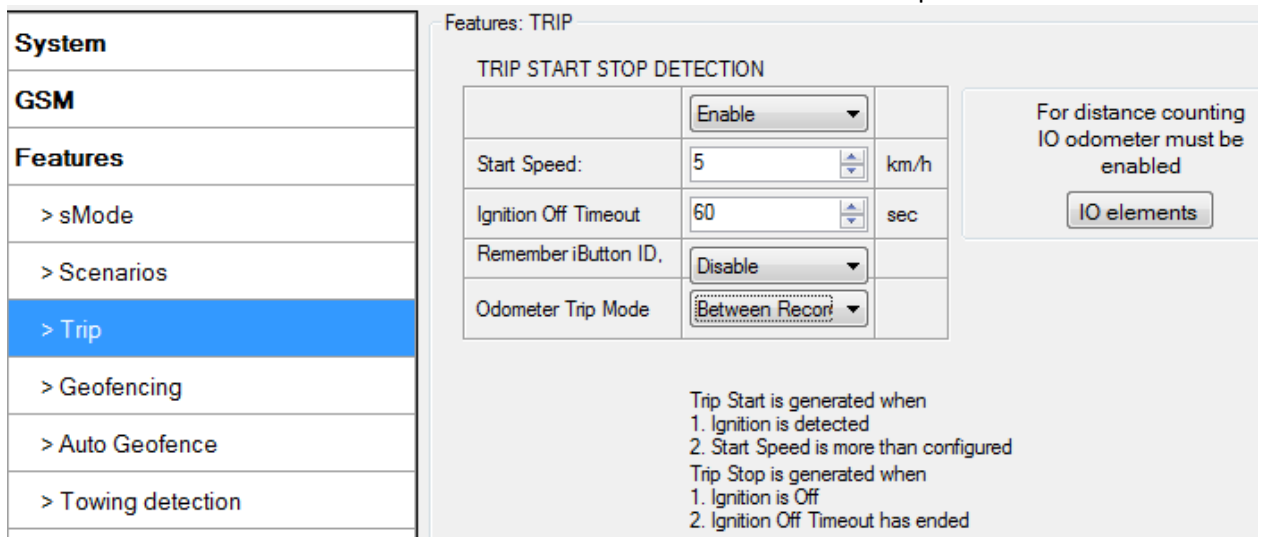 System
GSM
Features
> sMode
> Scenarios
> Trip
> Geofencing
> Auto Geofence
> Towing detection
Features: TRIP
TRIP START STOP DETECTION
Enable
Start Speed: 5 km/h
Ignition Off Timeout 60 sec
Remember iButton ID, Disable
Odometer Trip Mode Between Recor
For distance counting
IO odometer must be
enabled
IO elements
Trip Start is generated when
1. Ignition is detected
2. Start Speed is more than configured
Trip Stop is generated when
1. Ignition is Off
2. Ignition Off Timeout has ended